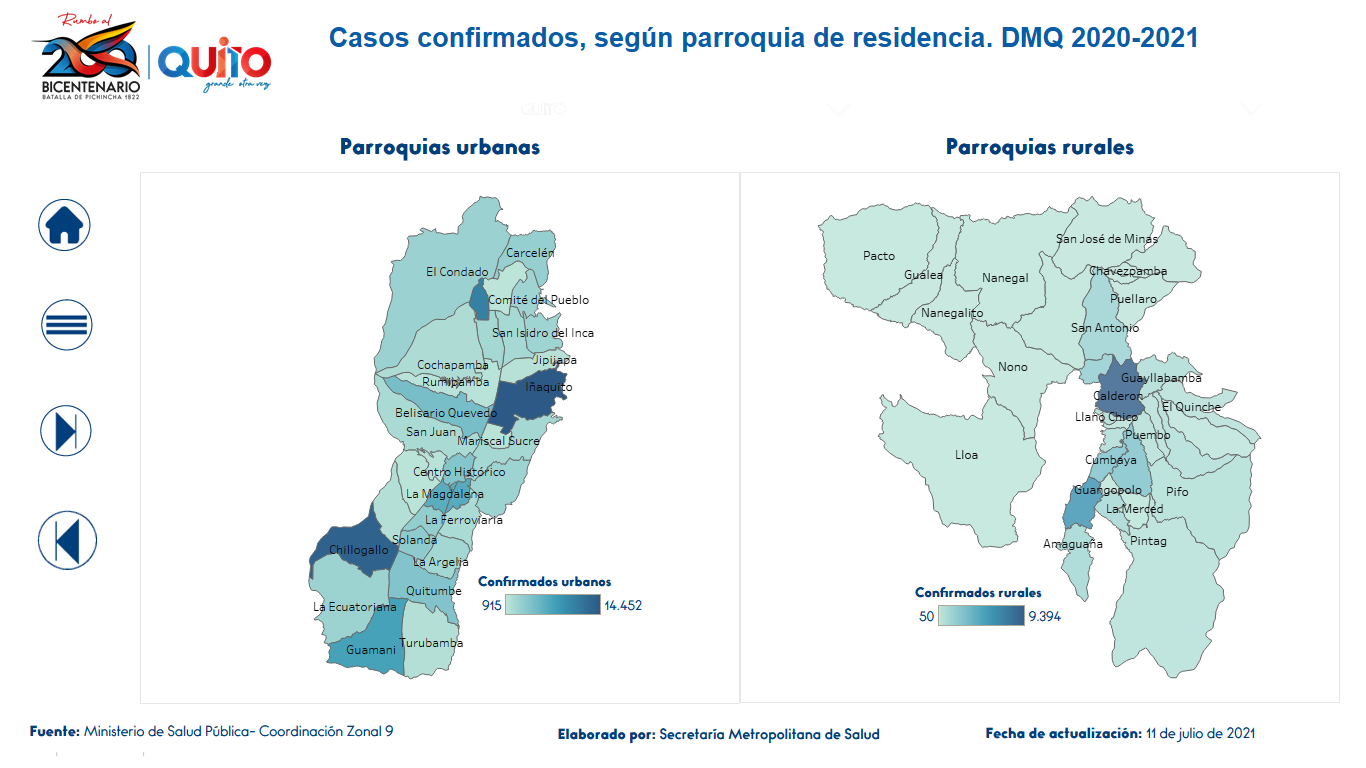 Rumbo al
200
BICENTENARIO
BATALLA DE PICHINCHA 1822
QUITO
grande otra vez
Casos confirmados, según parroquia de residencia. DMQ 2020-2021
QUITO
Parroquias urbanas
Carcelén
El Condado
Comité del Pueblo
San Isidro del Inca
Jipijapa
Cochapamba
Rumipamba
Iñaquito
Belisario Quevedo
San Juan
Mariscal Sucre
Centro Histórico
La Magdalena
La Ferroviaria
Solanda
Chillogallo
La Argelia
Quitumbe
La Ecuatoriana
Turubamba
Guamani
Confirmados urbanos
915 14.452
Parroquias rurales
San José de Minas
Pacto
Gualea
Nanegal
Chavezpamba
Puellaro
Nanegalito
San Antonio
Nono
Guayllabamba
Calderon
El Quinche
Llano Chico
Puembo
Lloa
Cumbaya
Guangopolo
Pifo
La Merced
Amaguaña
Pintag
Confirmados rurales
50 9.394
Fuente: Ministerio de Salud Pública- Coordinación Zonal 9
Elaborado por: Secretaría Metropolitana de Salud
Fecha de actualización: 11 de julio de 2021